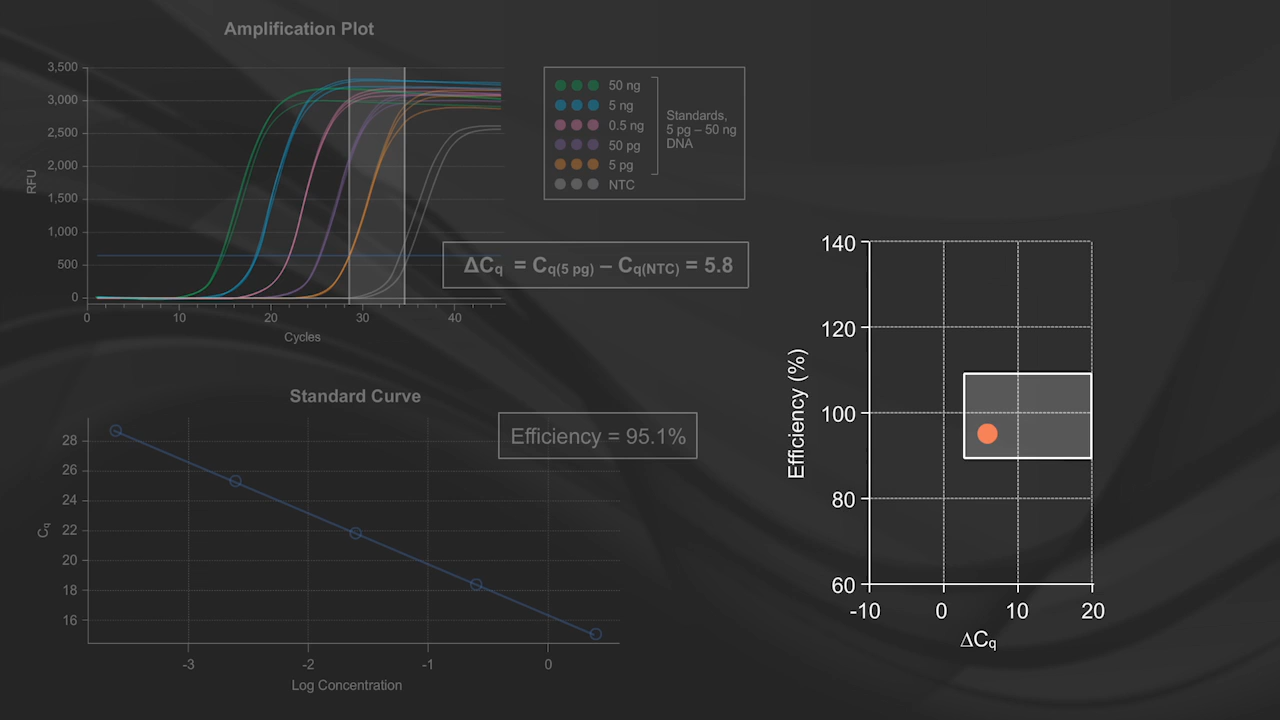 Amplification Plot
3,500
3,000
2,500
2,000
1,500
1,000
500
0
RFU
0 10 20 30 40
Cycles
50 ng
5 ng
0.5 ng
50 pg
5 pg
NTC
Standards,
5 pg – 50 ng
DNA
ΔCq = Cq(5 pg) – Cq(NTC) = 5.8
Standard Curve
Efficiency = 95.1%
28
26
24
22
20
18
16
Cq
-3 -2 -1 0
Log Concentration
140
120
100
80
60
Efficiency (%)
-10 0 10 20
ΔCq